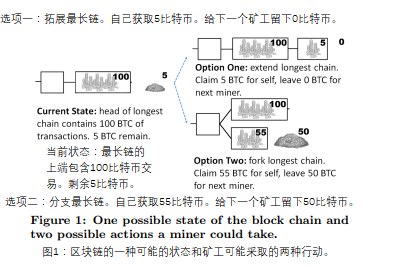 选项一：拓展最长链。自己获取5比特币。给下一个矿工留下0比特币。
100
5
0
100
5
Option One: extend longest chain.
Claim 5 BTC for self, leave 0 BTC for
next miner.
Current State: head of longest
chain contains 100 BTC of
transactions. 5 BTC remain.
当前状态：最长链的
上端包含100比特币交
易。剩余5比特币。
100
55
50
Option Two: fork longest chain.
Claim 55 BTC for self, leave 50 BTC
for next miner.
选项二：分支最长链。自己获取55比特币。给下一个矿工留下50比特币。
Figure 1: One possible state of the block chain and
two possible actions a miner could take.
图1：区块链的一种可能的状态和矿工可能采取的两种行动。